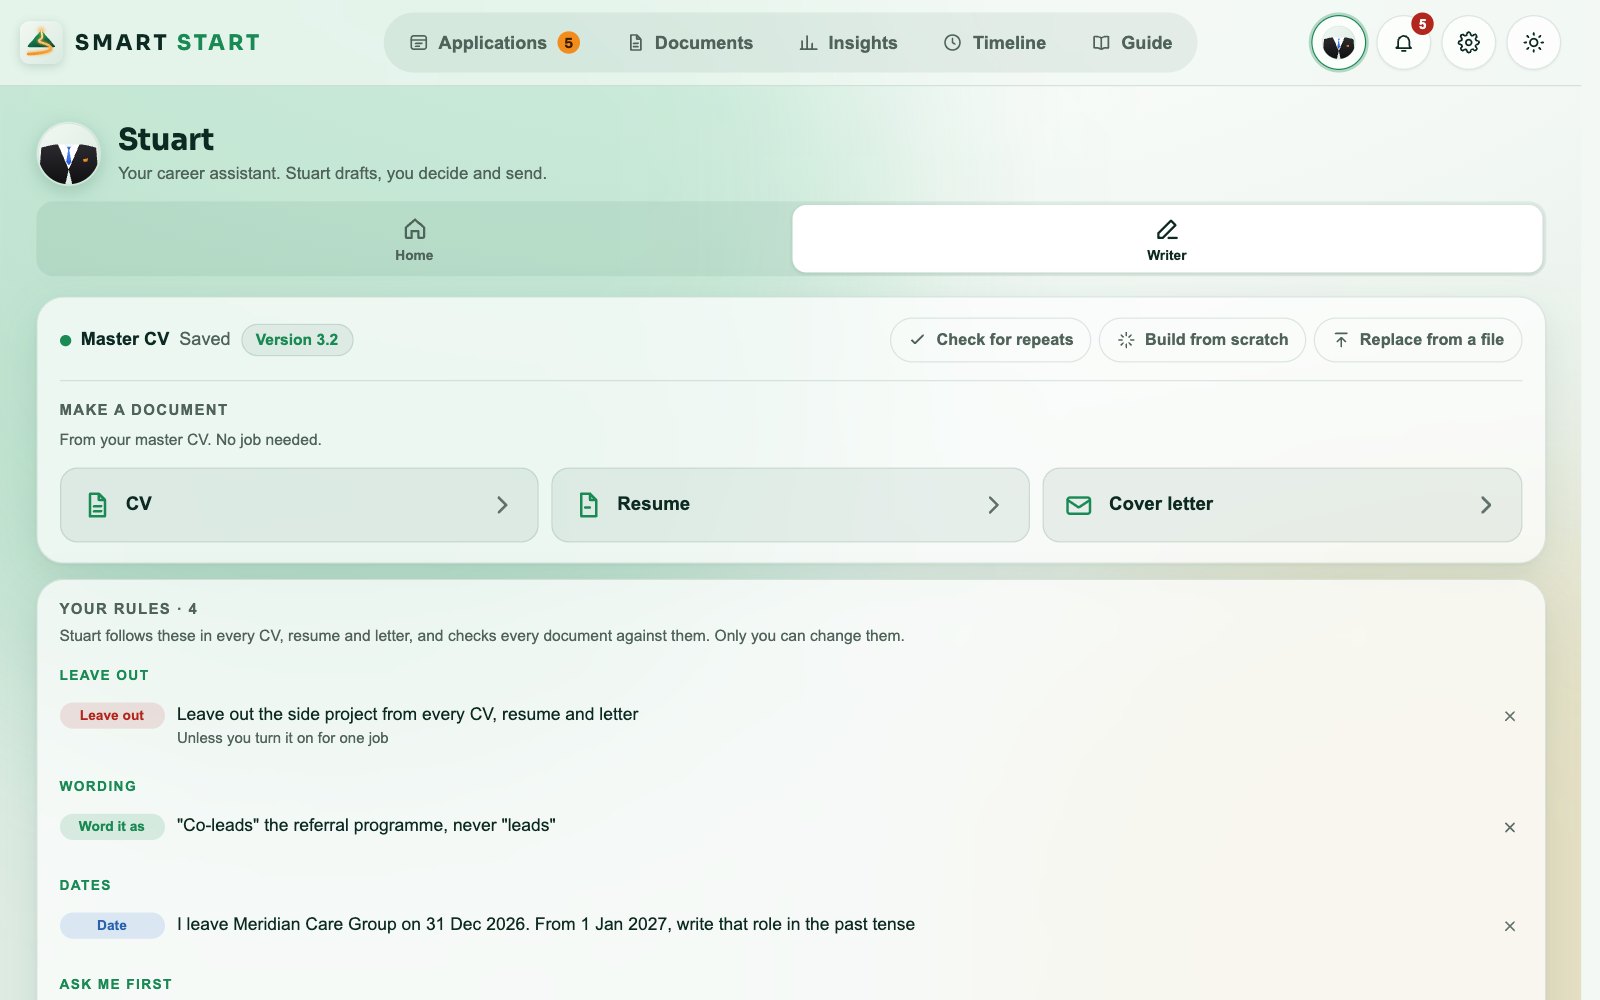 SMART START
Applications 5
Documents
Insights
Timeline
Guide
5
Stuart
Your career assistant. Stuart drafts, you decide and send.
Home
Writer
Master CV Saved Version 3.2
Check for repeats
Build from scratch
Replace from a file
MAKE A DOCUMENT
From your master CV. No job needed.
CV
Resume
Cover letter
YOUR RULES · 4
Stuart follows these in every CV, resume and letter, and checks every document against them. Only you can change them.
LEAVE OUT
Leave out Leave out the side project from every CV, resume and letter
Unless you turn it on for one job
WORDING
Word it as "Co-leads" the referral programme, never "leads"
DATES
Date I leave Meridian Care Group on 31 Dec 2026. From 1 Jan 2027, write that role in the past tense
ASK ME FIRST